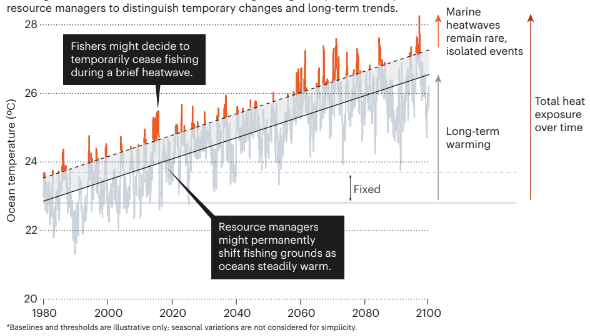 resource managers to distinguish temporary changes and long-term trends.
28
Marine
heatwaves
remain rare,
isolated events
Fishers might decide to
temporarily cease fishing
during a brief heatwave.
26
Total heat
exposure
over time
Long-term
warming
Ocean temperature (ºC)
24
Fixed
22
Resource managers
might permanently
shift fishing grounds as
oceans steadily warm.
20
1980 2000 2020 2040 2060 2080 2100
*Baselines and thresholds are illustrative only; seasonal variations are not considered for simplicity.